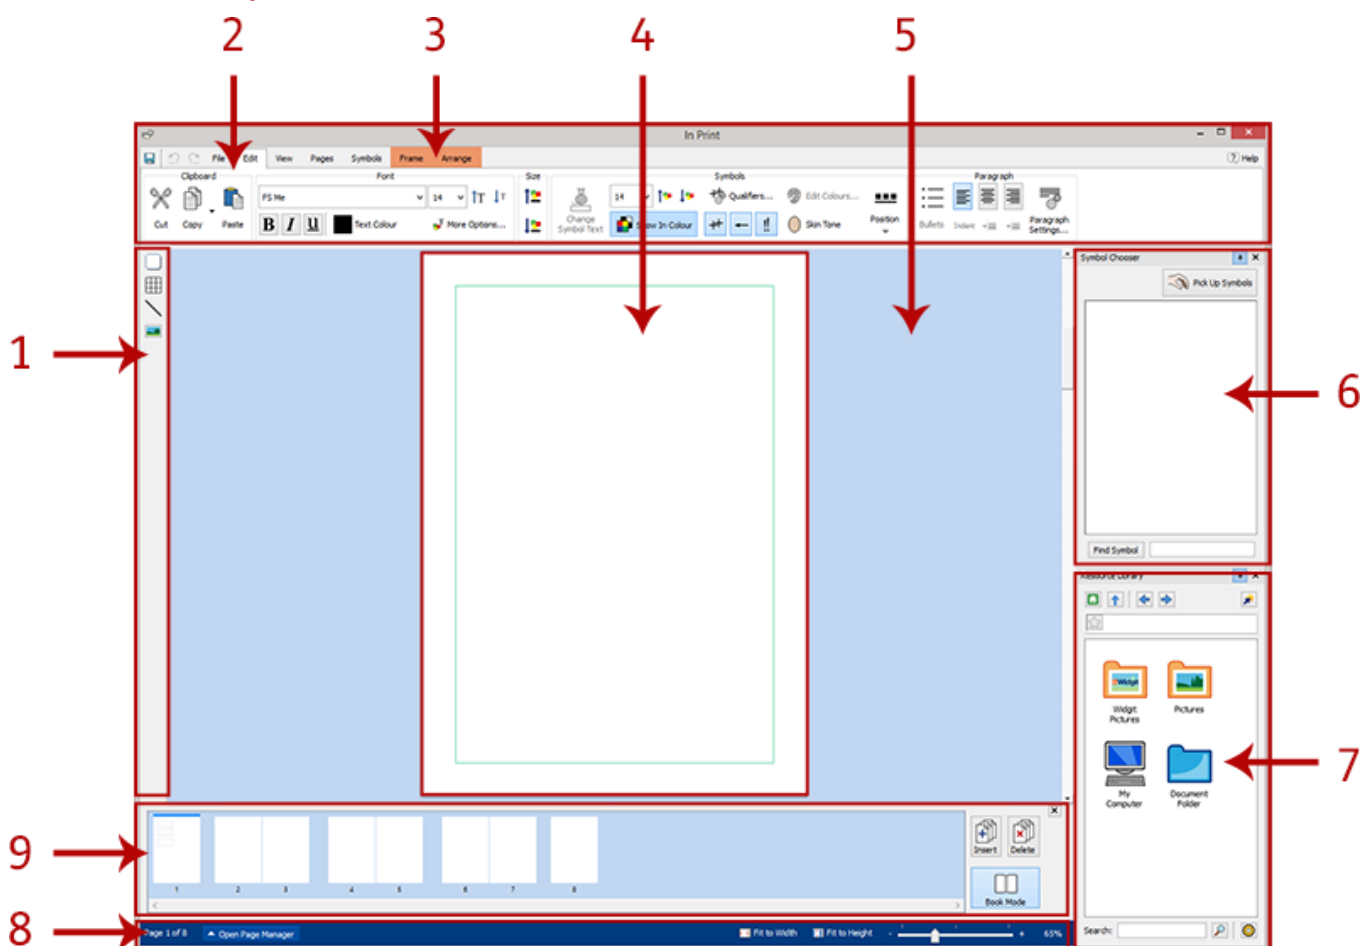 2 3 4 5
In Print
File Edit View Pages Symbols Frame Arrange ? Help
Clipboard Font Size Symbols Paragraph
FS Me 14 14 Qualifiers... Edit Colours...
Cut Copy Paste B I U Text Colour More Options... Change Symbol Text Show In Colour Skin Tone Position Bullets Indent Paragraph Settings...
Symbol Chooser
Pick Up Symbols
1
6
Find Symbol
Resource Library
Widgit
Widgit Pictures
Pictures
7
My Computer
Document Folder
9
Insert Delete
1 2 3 4 5 6 7 8
Book Mode
8
Page 1 of 8 Open Page Manager Fit to Width Fit to Height - + 65%
Search: